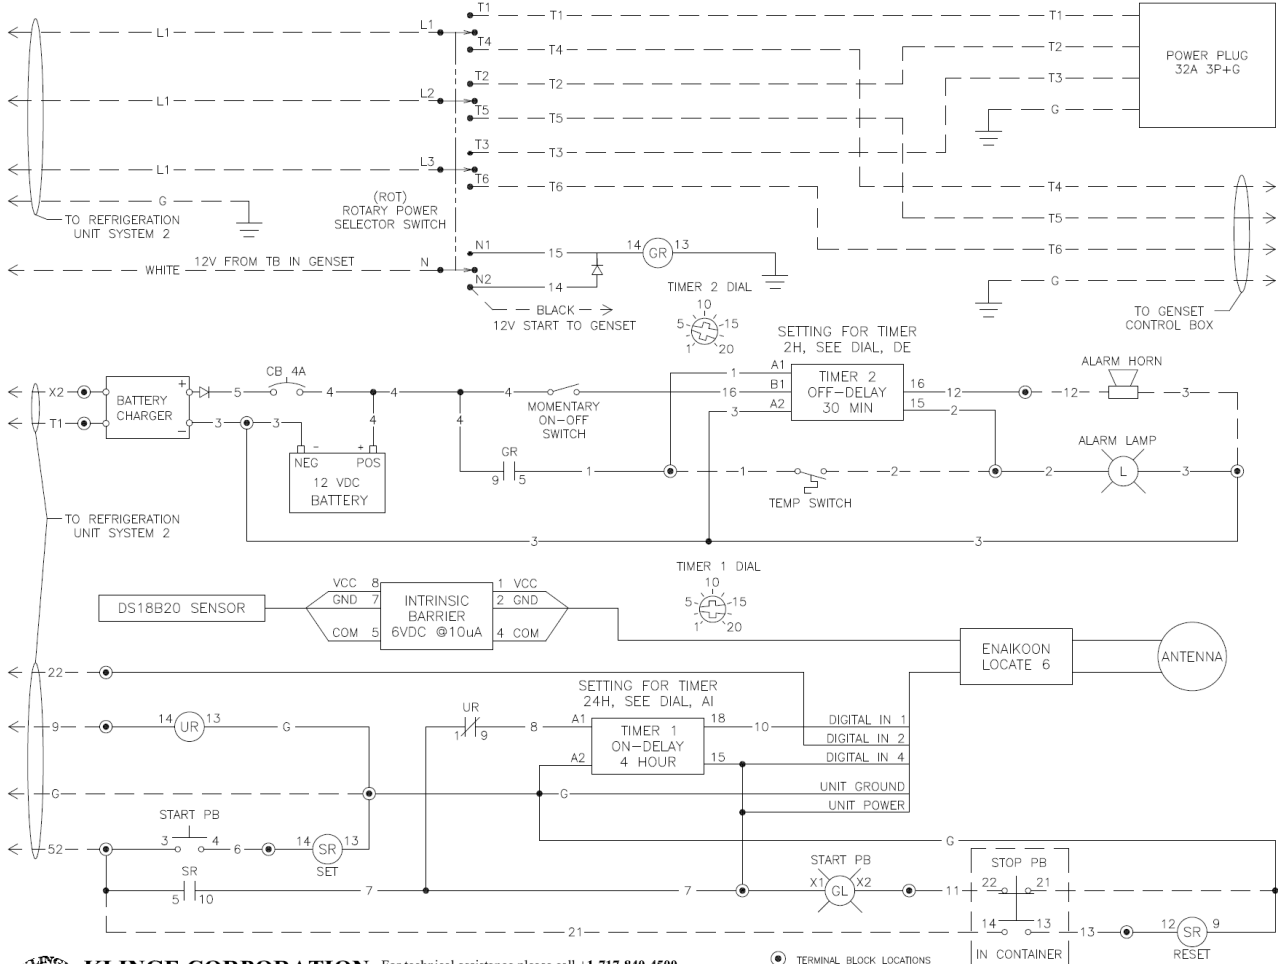 T1 T1 T1
L1 L1
T4 T4 T2
T2 T2 T3
L1 L2
T5 T5 G
T3 T3
L1 L3
T6 T6 T4
G
POWER PLUG
32A 3P+G
TO REFRIGERATION
UNIT SYSTEM 2
(ROT)
ROTARY POWER
SELECTOR SWITCH
T5
T6
G
TO GENSET
CONTROL BOX
N1 15 14 GR 13
WHITE 12V FROM TB IN GENSET N
N2 14
BLACK
12V START TO GENSET
TIMER 2 DIAL
10
5 15
1 20
SETTING FOR TIMER
2H, SEE DIAL, DE
ALARM HORN
X2
T1
BATTERY
CHARGER
+
−
5
CB 4A
4 4 4
3 3
4 4
− +
NEG POS
12 VDC
BATTERY
MOMENTARY
ON-OFF
SWITCH
1 A1
16 B1
3 A2
TIMER 2
OFF-DELAY
30 MIN
16 12 12 3
15 2
GR
9 5
1 1
TEMP SWITCH
2 2
ALARM LAMP
L
3
TO REFRIGERATION
UNIT SYSTEM 2
3 3
TIMER 1 DIAL
10
5 15
1 20
DS18B20 SENSOR
VCC 8
GND 7
COM 5
INTRINSIC
BARRIER
6VDC @10uA
1 VCC
2 GND
4 COM
ENAIKOON
LOCATE 6
ANTENNA
22
SETTING FOR TIMER
24H, SEE DIAL, AI
9 14 UR 13 G
UR
1 9
8 A1
A2
TIMER 1
ON-DELAY
4 HOUR
18 10
15
DIGITAL IN 1
DIGITAL IN 2
DIGITAL IN 4
UNIT GROUND
UNIT POWER
G G
START PB
52 3 4 6 14 SR 13
SET
G
SR
5 10
7 7
START PB
X1 GL X2
11
STOP PB
22 21
14 13
IN CONTAINER
13 12 SR 9
RESET
21
KLINGE CORPORATION For technical assistance please call +1-717-840-4500
TERMINAL BLOCK LOCATIONS